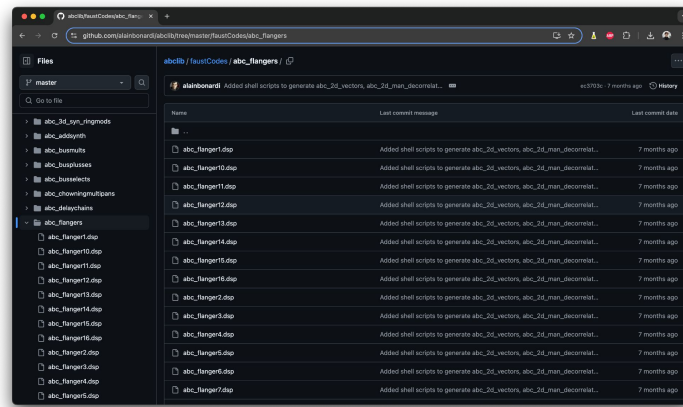 abclib/faustCodes/abc_flang
github.com/alainbonardi/abclib/tree/master/faustCodes/abc_flangers
Files
abclib / faustCodes / abc_flangers /
master
alainbonardi Added shell scripts to generate abc_2d_vectors, abc_2d_man_decorrelat... ec3703c · 7 months ago History
Go to file
Name Last commit message Last commit date
..
abc_3d_syn_ringmods
abc_addsynth
abc_busmults
abc_busplusses
abc_busselects
abc_chowningmultipans
abc_delaychains
abc_flangers
abc_flanger1.dsp
abc_flanger10.dsp
abc_flanger11.dsp
abc_flanger12.dsp
abc_flanger13.dsp
abc_flanger14.dsp
abc_flanger15.dsp
abc_flanger16.dsp
abc_flanger2.dsp
abc_flanger3.dsp
abc_flanger4.dsp
abc_flanger5.dsp
abc_flanger1.dsp Added shell scripts to generate abc_2d_vectors, abc_2d_man_decorrelat... 7 months ago
abc_flanger10.dsp Added shell scripts to generate abc_2d_vectors, abc_2d_man_decorrelat... 7 months ago
abc_flanger11.dsp Added shell scripts to generate abc_2d_vectors, abc_2d_man_decorrelat... 7 months ago
abc_flanger12.dsp Added shell scripts to generate abc_2d_vectors, abc_2d_man_decorrelat... 7 months ago
abc_flanger13.dsp Added shell scripts to generate abc_2d_vectors, abc_2d_man_decorrelat... 7 months ago
abc_flanger14.dsp Added shell scripts to generate abc_2d_vectors, abc_2d_man_decorrelat... 7 months ago
abc_flanger15.dsp Added shell scripts to generate abc_2d_vectors, abc_2d_man_decorrelat... 7 months ago
abc_flanger16.dsp Added shell scripts to generate abc_2d_vectors, abc_2d_man_decorrelat... 7 months ago
abc_flanger2.dsp Added shell scripts to generate abc_2d_vectors, abc_2d_man_decorrelat... 7 months ago
abc_flanger3.dsp Added shell scripts to generate abc_2d_vectors, abc_2d_man_decorrelat... 7 months ago
abc_flanger4.dsp Added shell scripts to generate abc_2d_vectors, abc_2d_man_decorrelat... 7 months ago
abc_flanger5.dsp Added shell scripts to generate abc_2d_vectors, abc_2d_man_decorrelat... 7 months ago
abc_flanger6.dsp Added shell scripts to generate abc_2d_vectors, abc_2d_man_decorrelat... 7 months ago
abc_flanger7.dsp Added shell scripts to generate abc_2d_vectors, abc_2d_man_decorrelat... 7 months ago